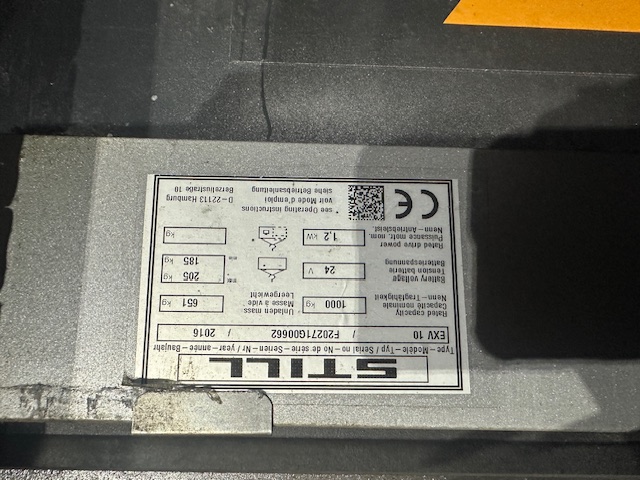 STILL
Type – Modèle / Typ / Serial no – No de série – Serien – Nr / year – année – Baujahr
EXV 10 / F20271G00662 / 2016
Rated capacity
Capacité nominale
Nenn – Tragfähigkeit
1000 kg
Unladen mass
Masse à vide
Leergewicht
651 kg
Battery voltage
Tension batterie
Batteriespannung
24 V
max 205 kg
min 185
Rated drive power
Puissance motr. nom.
Nenn – Antriebsleist.
1,2 kW
*
kg
CE
* see Operating instructions
voir Mode d'emploi
siehe Betriebsanleitung
D – 22113 Hamburg
Berzeliusstraße 10